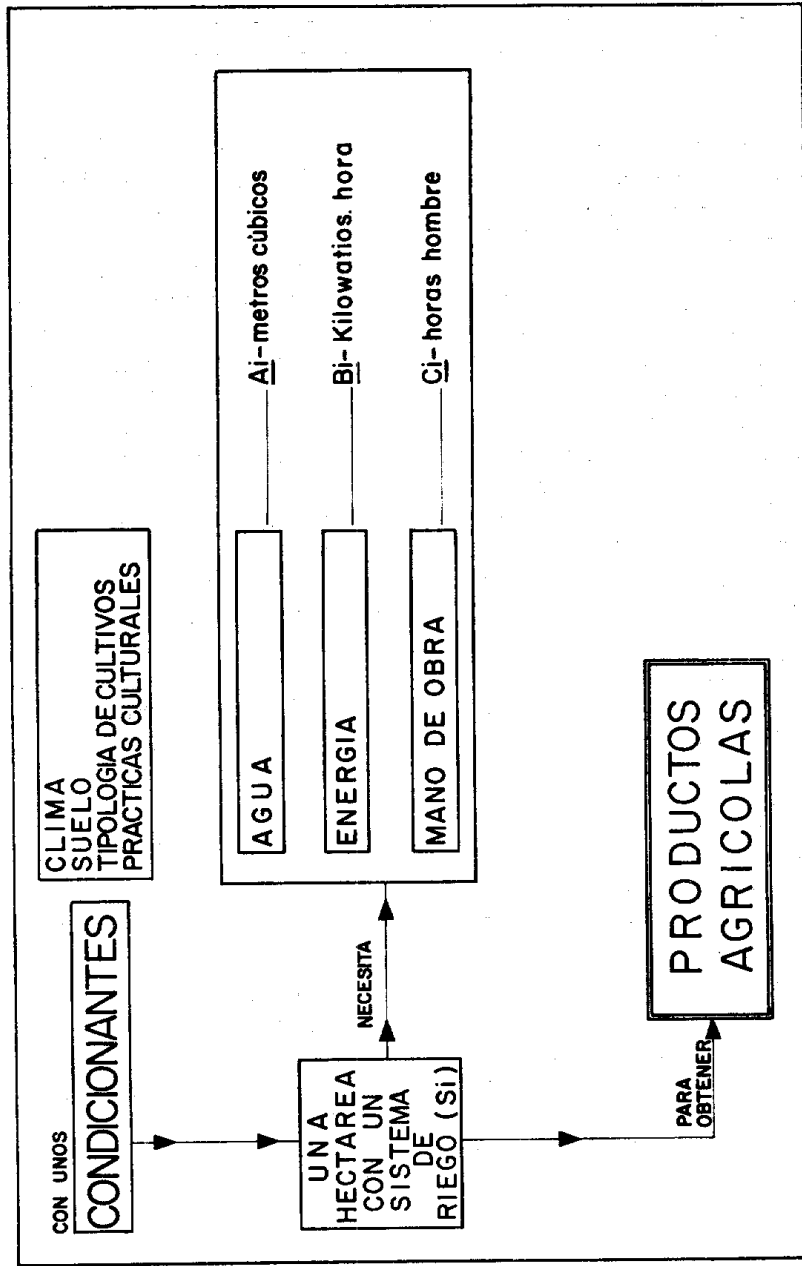 CON UNOS
CONDICIONANTES
CLIMA
SUELO
TIPOLOGIA DE CULTIVOS
PRACTICAS CULTURALES
UNA
HECTAREA
CON UN
SISTEMA
DE
RIEGO (Si)
NECESITA
AGUA
Ai-metros cúbicos
ENERGIA
Bi-Kilowatios. hora
MANO DE OBRA
Ci-horas hombre
PARA
OBTENER
PRODUCTOS
AGRICOLAS